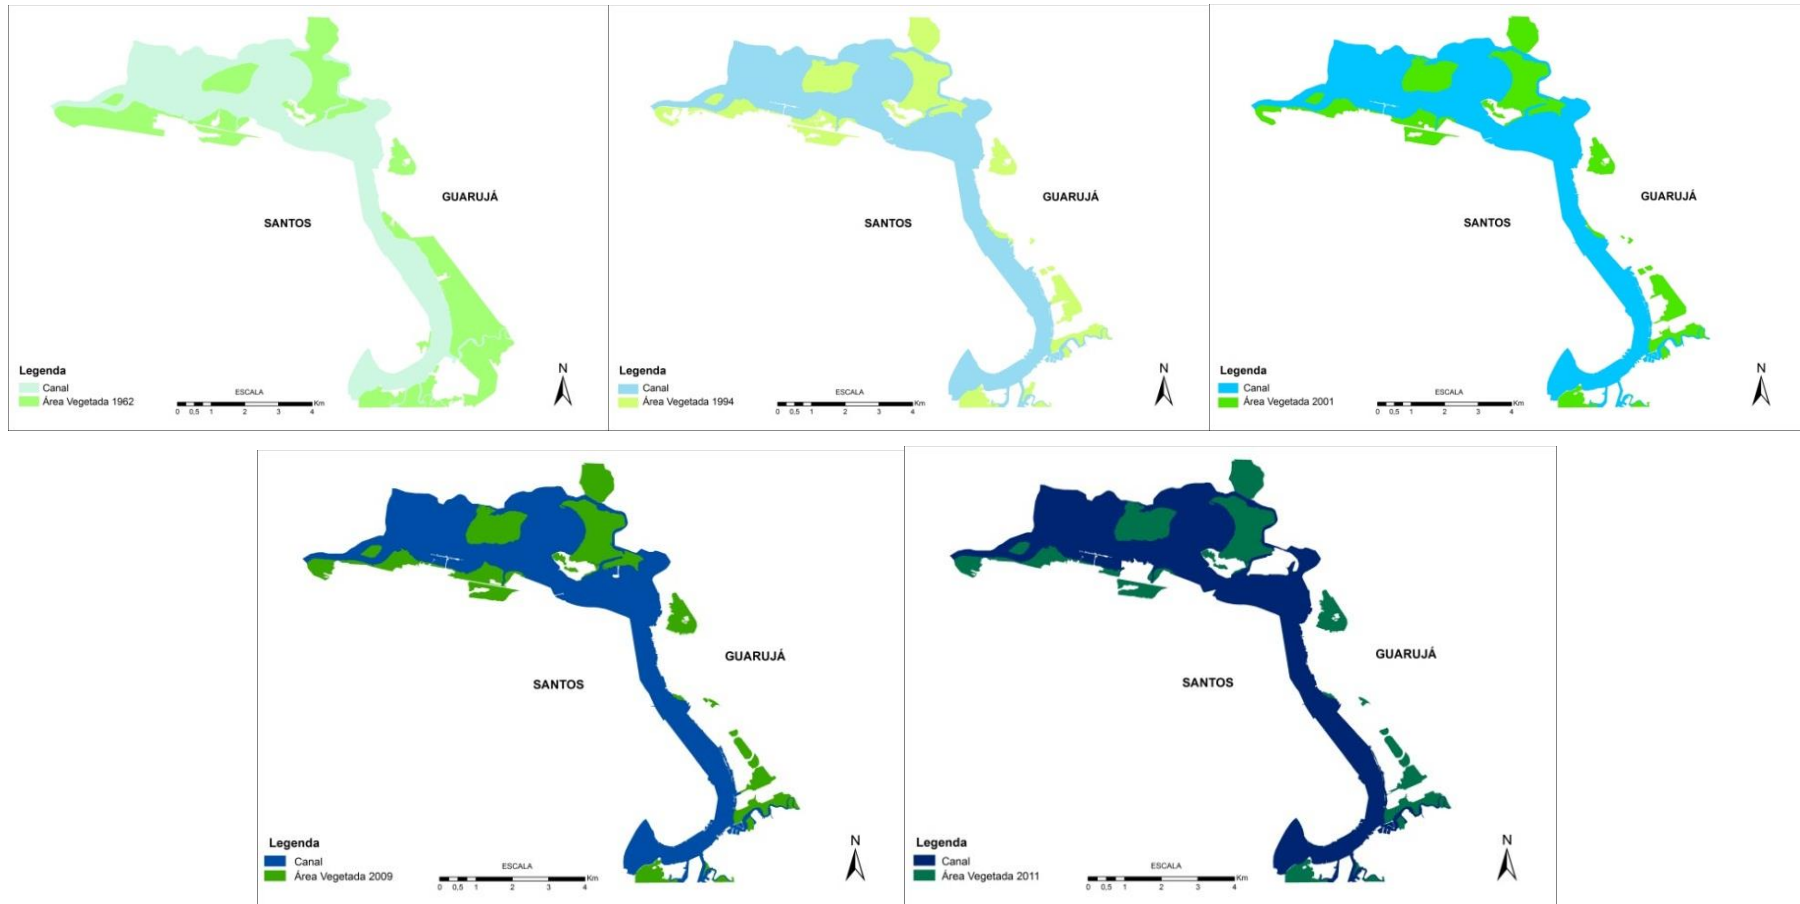 GUARUJÁ
SANTOS
Legenda
Canal
Área Vegetada 1962
ESCALA
0 0,5 1 2 3 4 Km
N
GUARUJÁ
SANTOS
Legenda
Canal
Área Vegetada 1994
ESCALA
0 0,5 1 2 3 4 Km
N
GUARUJÁ
SANTOS
Legenda
Canal
Área Vegetada 2001
ESCALA
0 0,5 1 2 3 4 Km
N
GUARUJÁ
SANTOS
Legenda
Canal
Área Vegetada 2009
ESCALA
0 0,5 1 2 3 4 Km
N
GUARUJÁ
SANTOS
Legenda
Canal
Área Vegetada 2011
ESCALA
0 0,5 1 2 3 4 Km
N